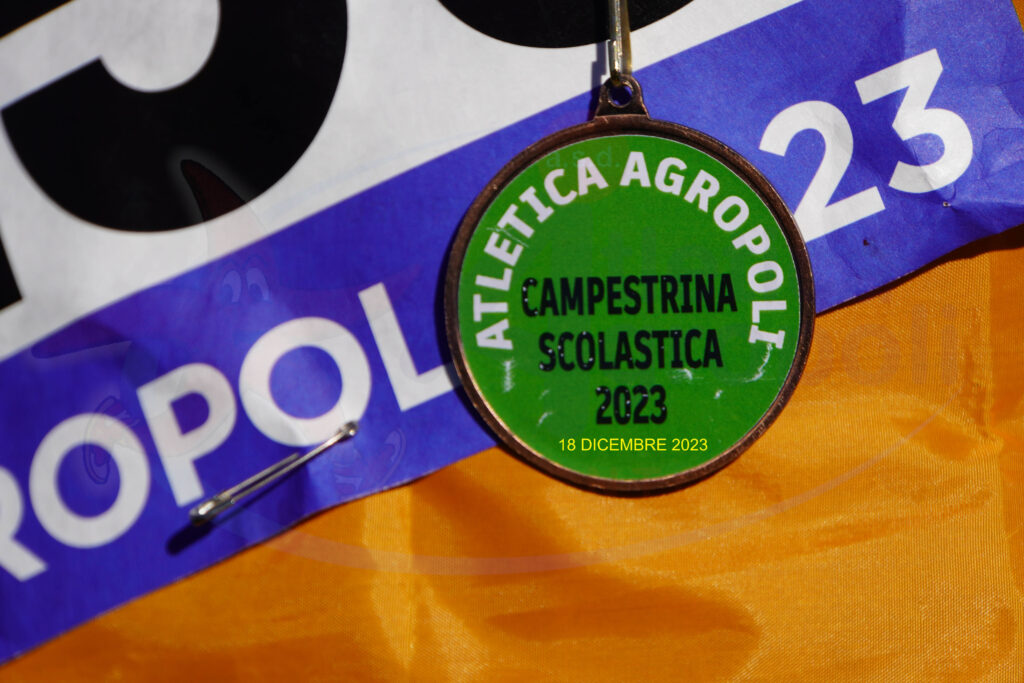 ATLETICA AGROPOLI
CAMPESTRINA
SCOLASTICA
2023
18 DICEMBRE 2023
ROPOLI
23